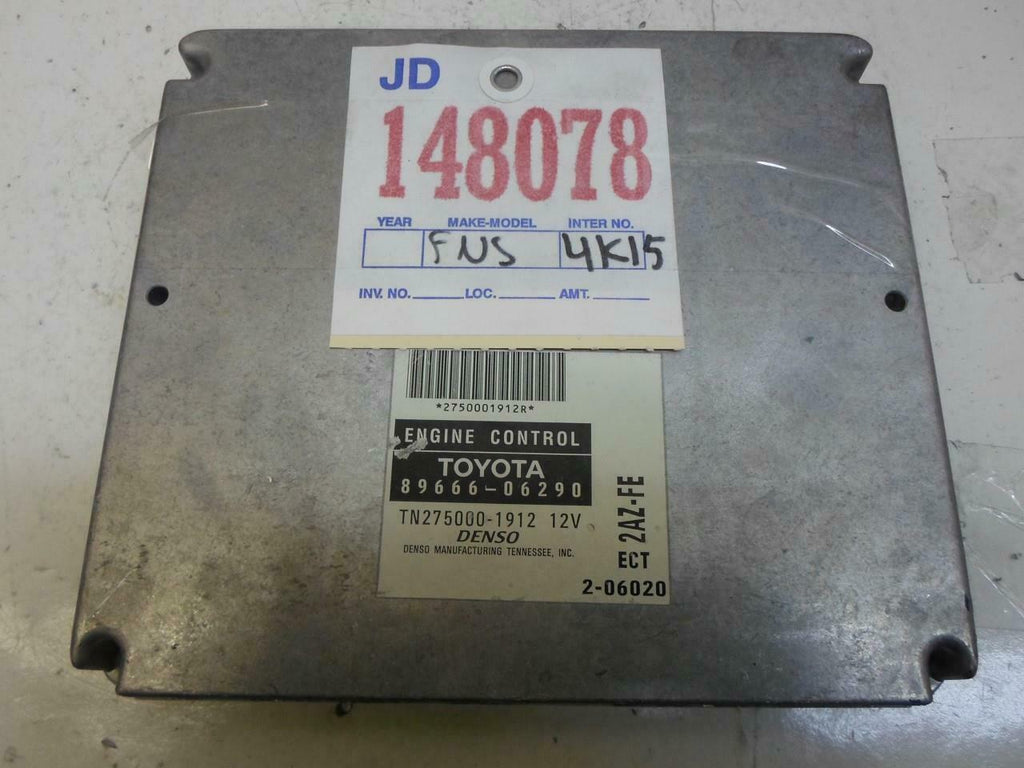 JD
148078
YEAR MAKE-MODEL INTER NO.
FNS 4K15
INV. NO. LOC. AMT.
*2750001912R*
ENGINE CONTROL
TOYOTA
89666-06290
TN275000-1912 12V
DENSO
DENSO MANUFACTURING TENNESSEE, INC.
2AZ-FE
ECT
2-06020